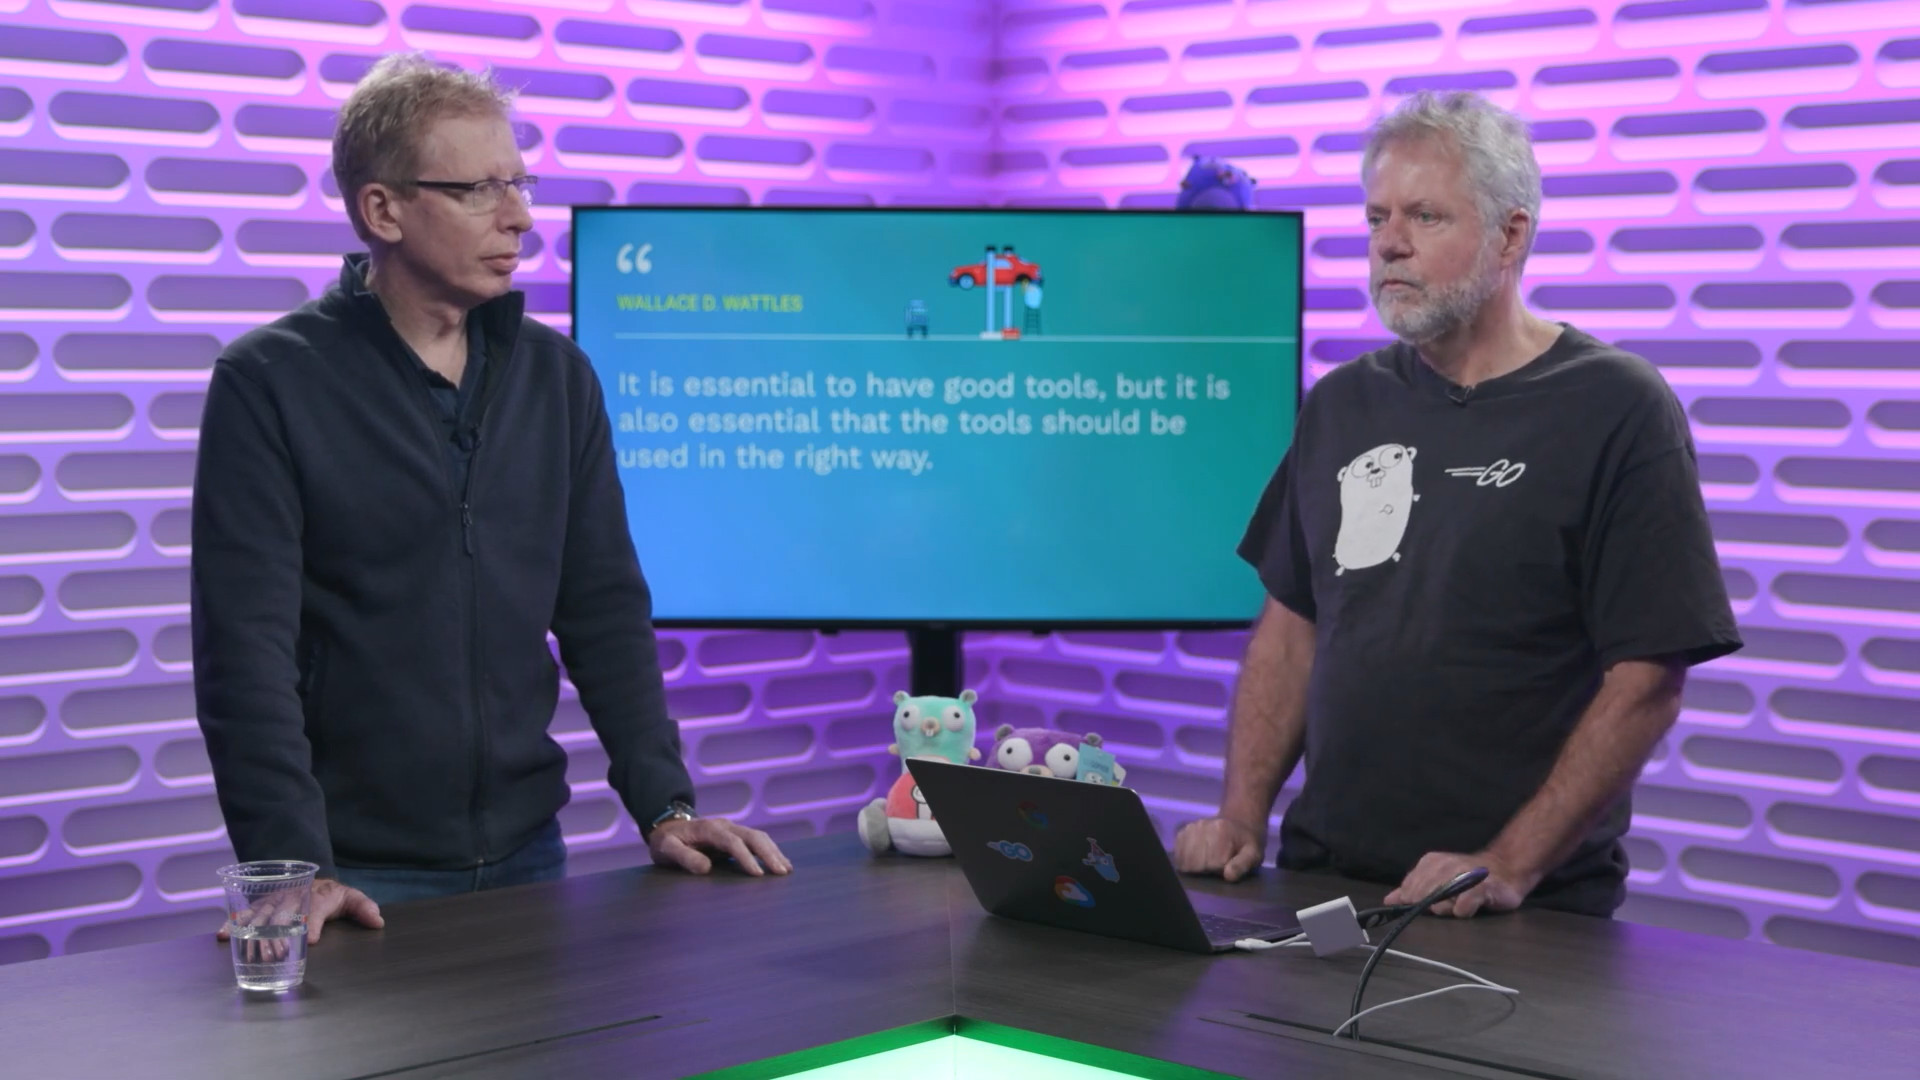 “
WALLACE D. WATTLES
It is essential to have good tools, but it is
also essential that the tools should be
used in the right way.
GO
GO